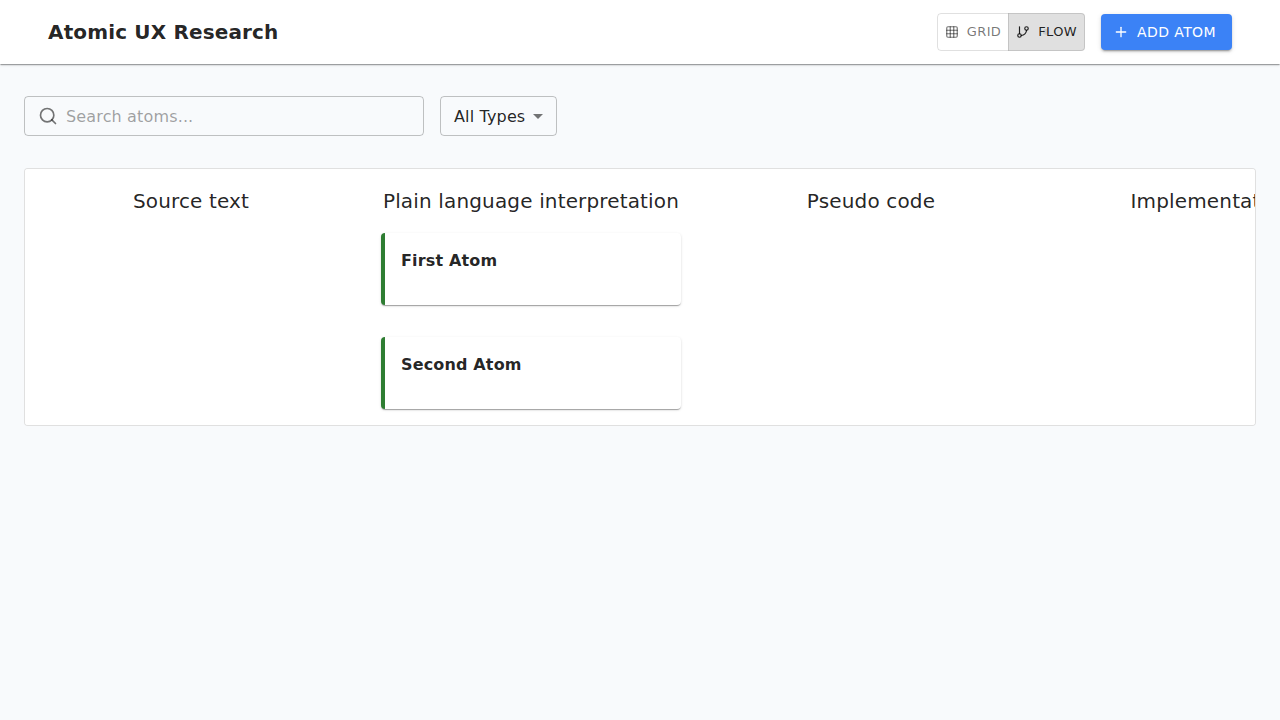 Atomic UX Research
GRID
FLOW
ADD ATOM
Search atoms...
All Types
Source text
Plain language interpretation
Pseudo code
Implementat
First Atom
Second Atom